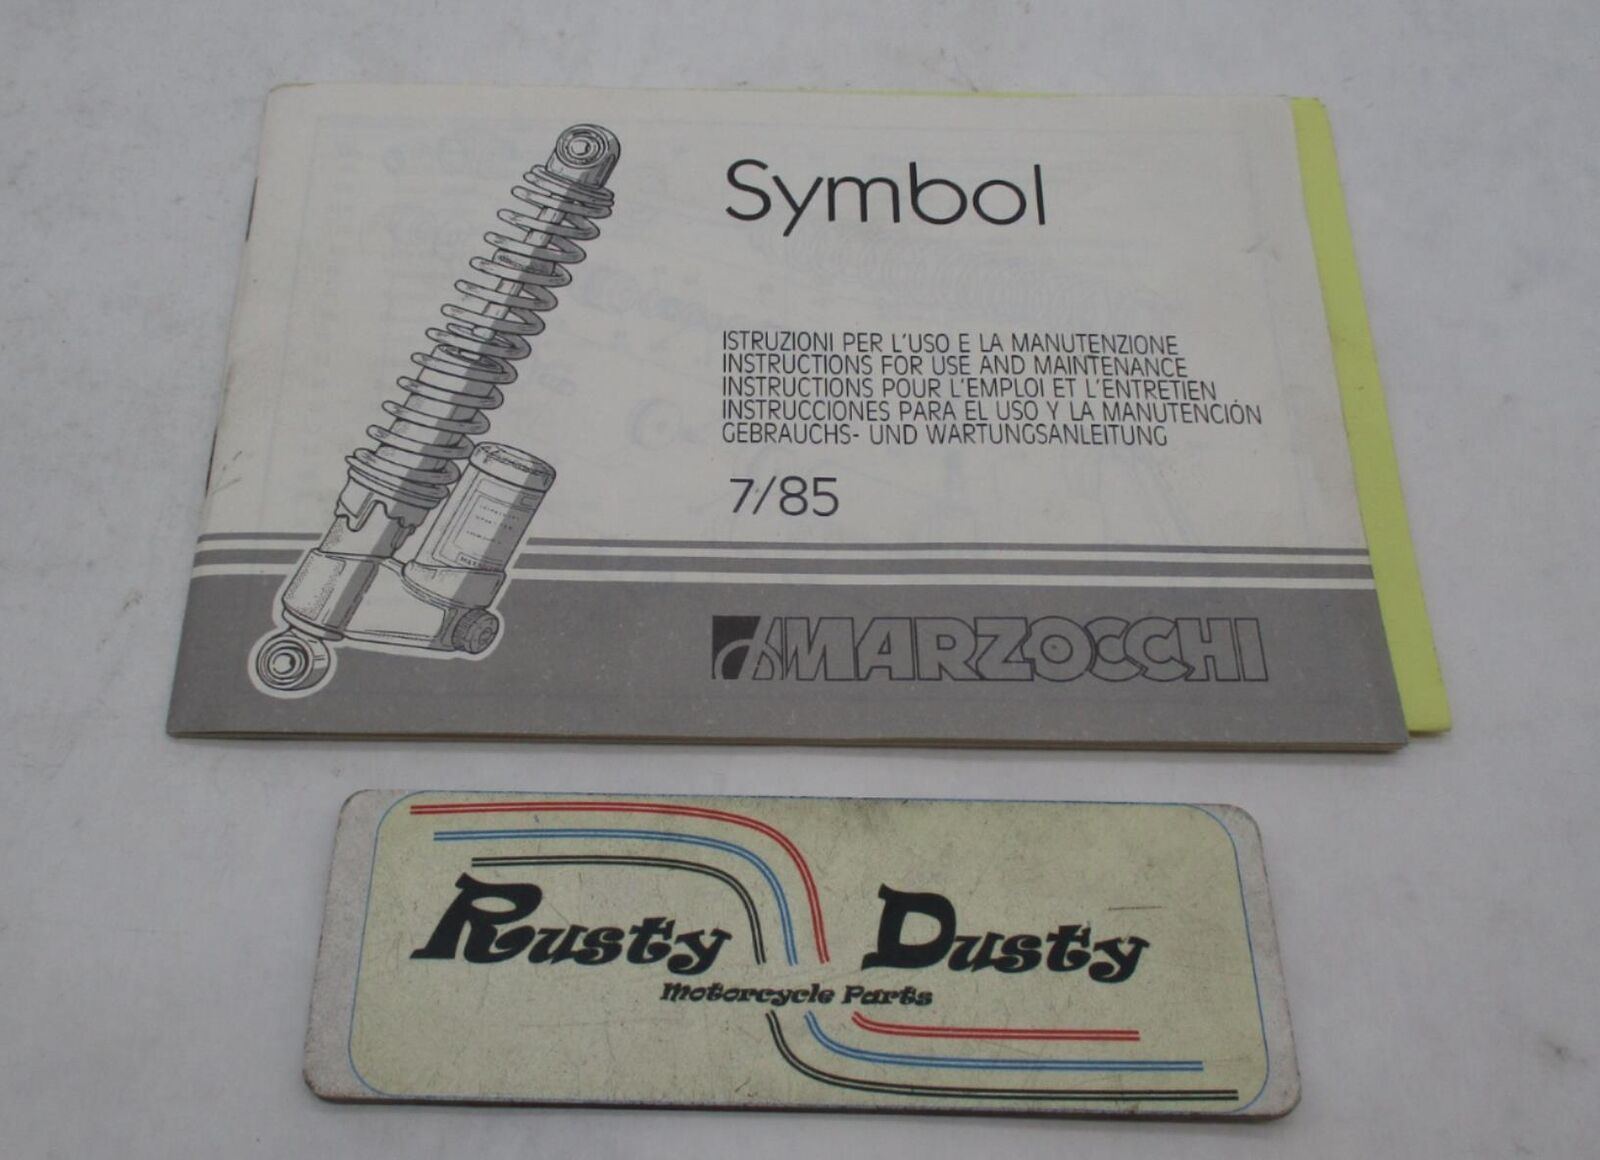 Symbol
ISTRUZIONI PER L'USO E LA MANUTENZIONE
INSTRUCTIONS FOR USE AND MAINTENANCE
INSTRUCTIONS POUR L'EMPLOI ET L'ENTRETIEN
INSTRUCCIONES PARA EL USO Y LA MANUTENCIÓN
GEBRAUCHS- UND WARTUNGSANLEITUNG
7/85
MARZOCCHI
Rusty Dusty
Motorcycle Parts